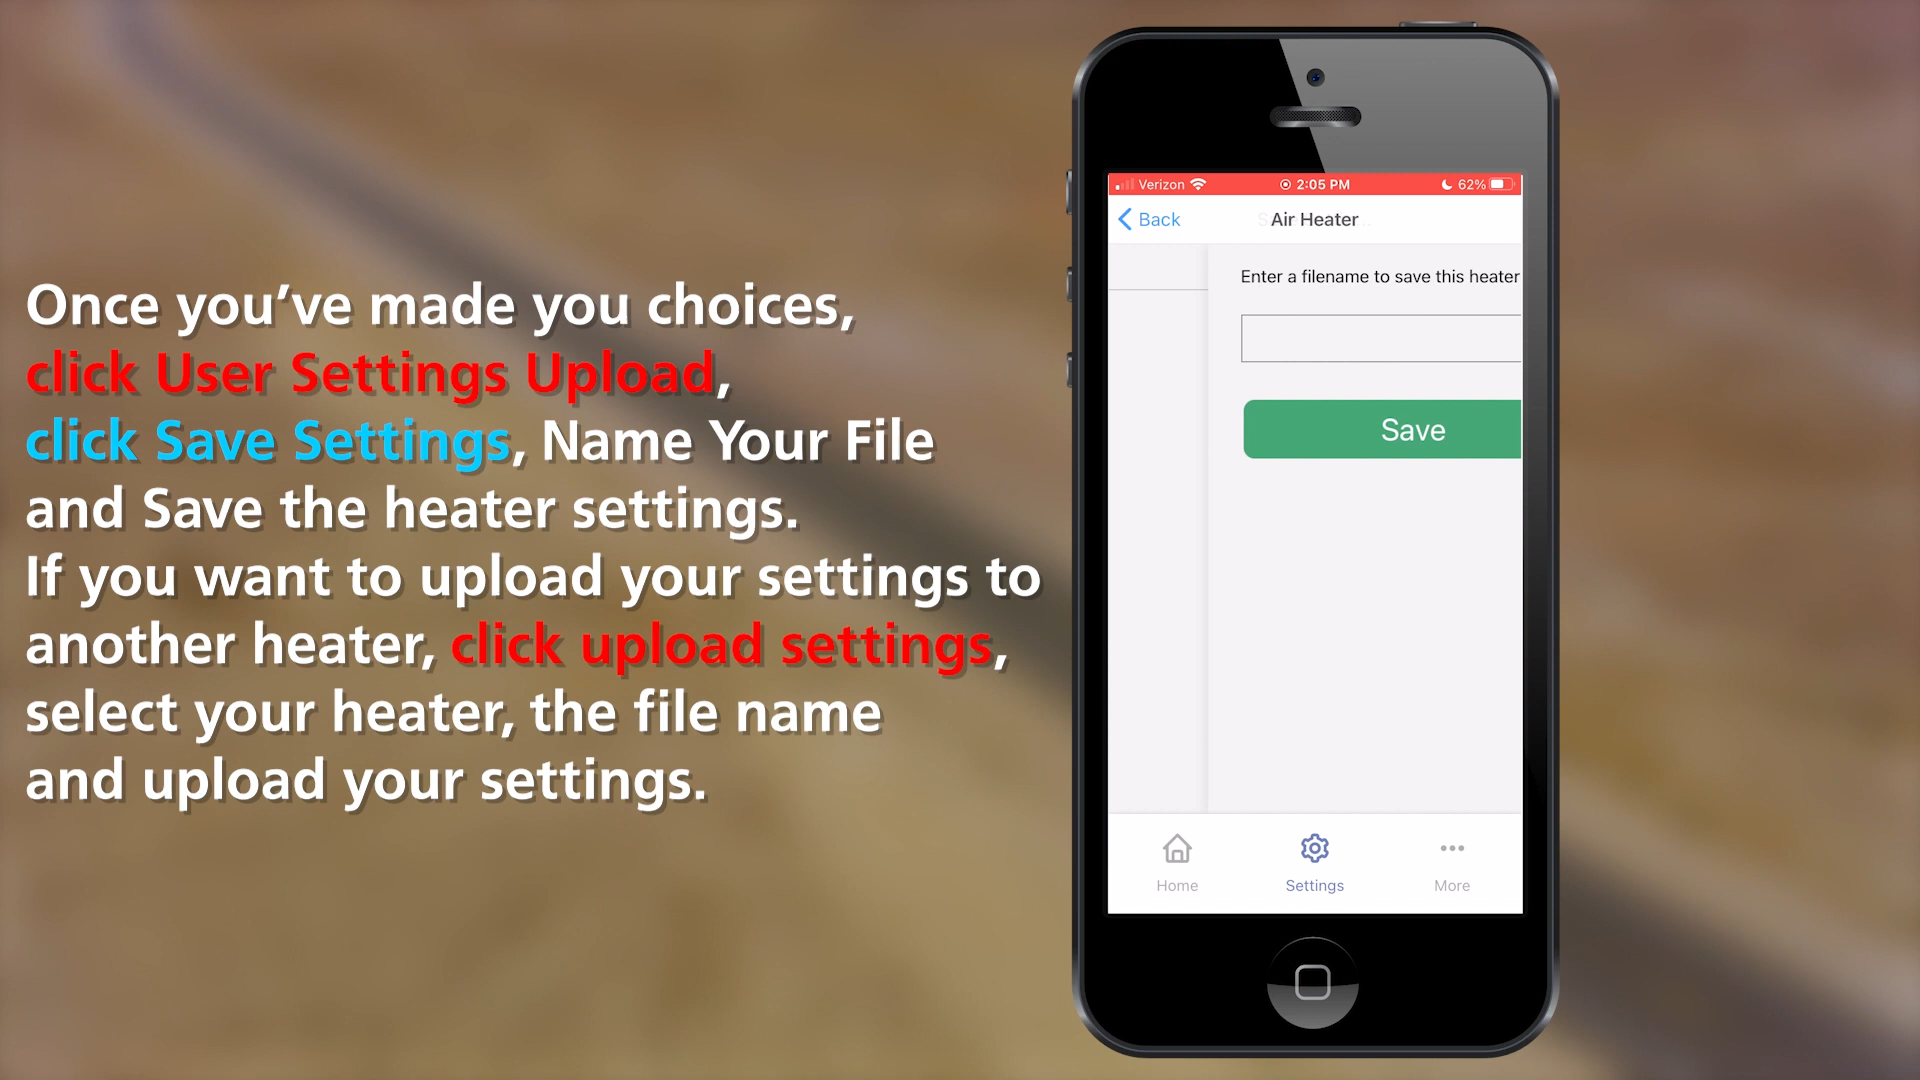 Once you’ve made you choices,
click User Settings Upload,
click Save Settings, Name Your File
and Save the heater settings.
If you want to upload your settings to
another heater, click upload settings,
select your heater, the file name
and upload your settings.
Verizon 2:05 PM 62%
Back Air Heater
Enter a filename to save this heater
Save
Home Settings More